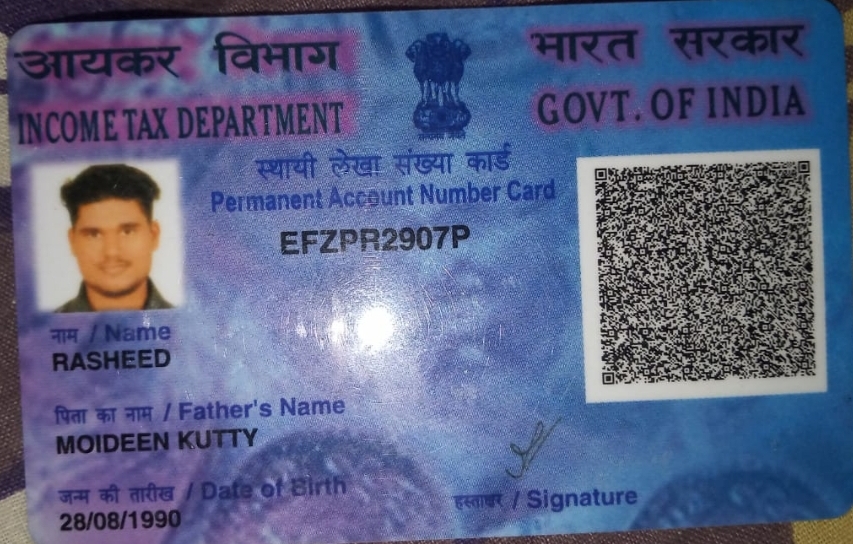 आयकर विभाग
INCOME TAX DEPARTMENT
भारत सरकार
GOVT. OF INDIA
स्थायी लेखा संख्या कार्ड
Permanent Account Number Card
EFZPR2907P
नाम / Name
RASHEED
पिता का नाम / Father's Name
MOIDEEN KUTTY
जन्म की तारीख / Date of Birth
28/08/1990
हस्ताक्षर / Signature